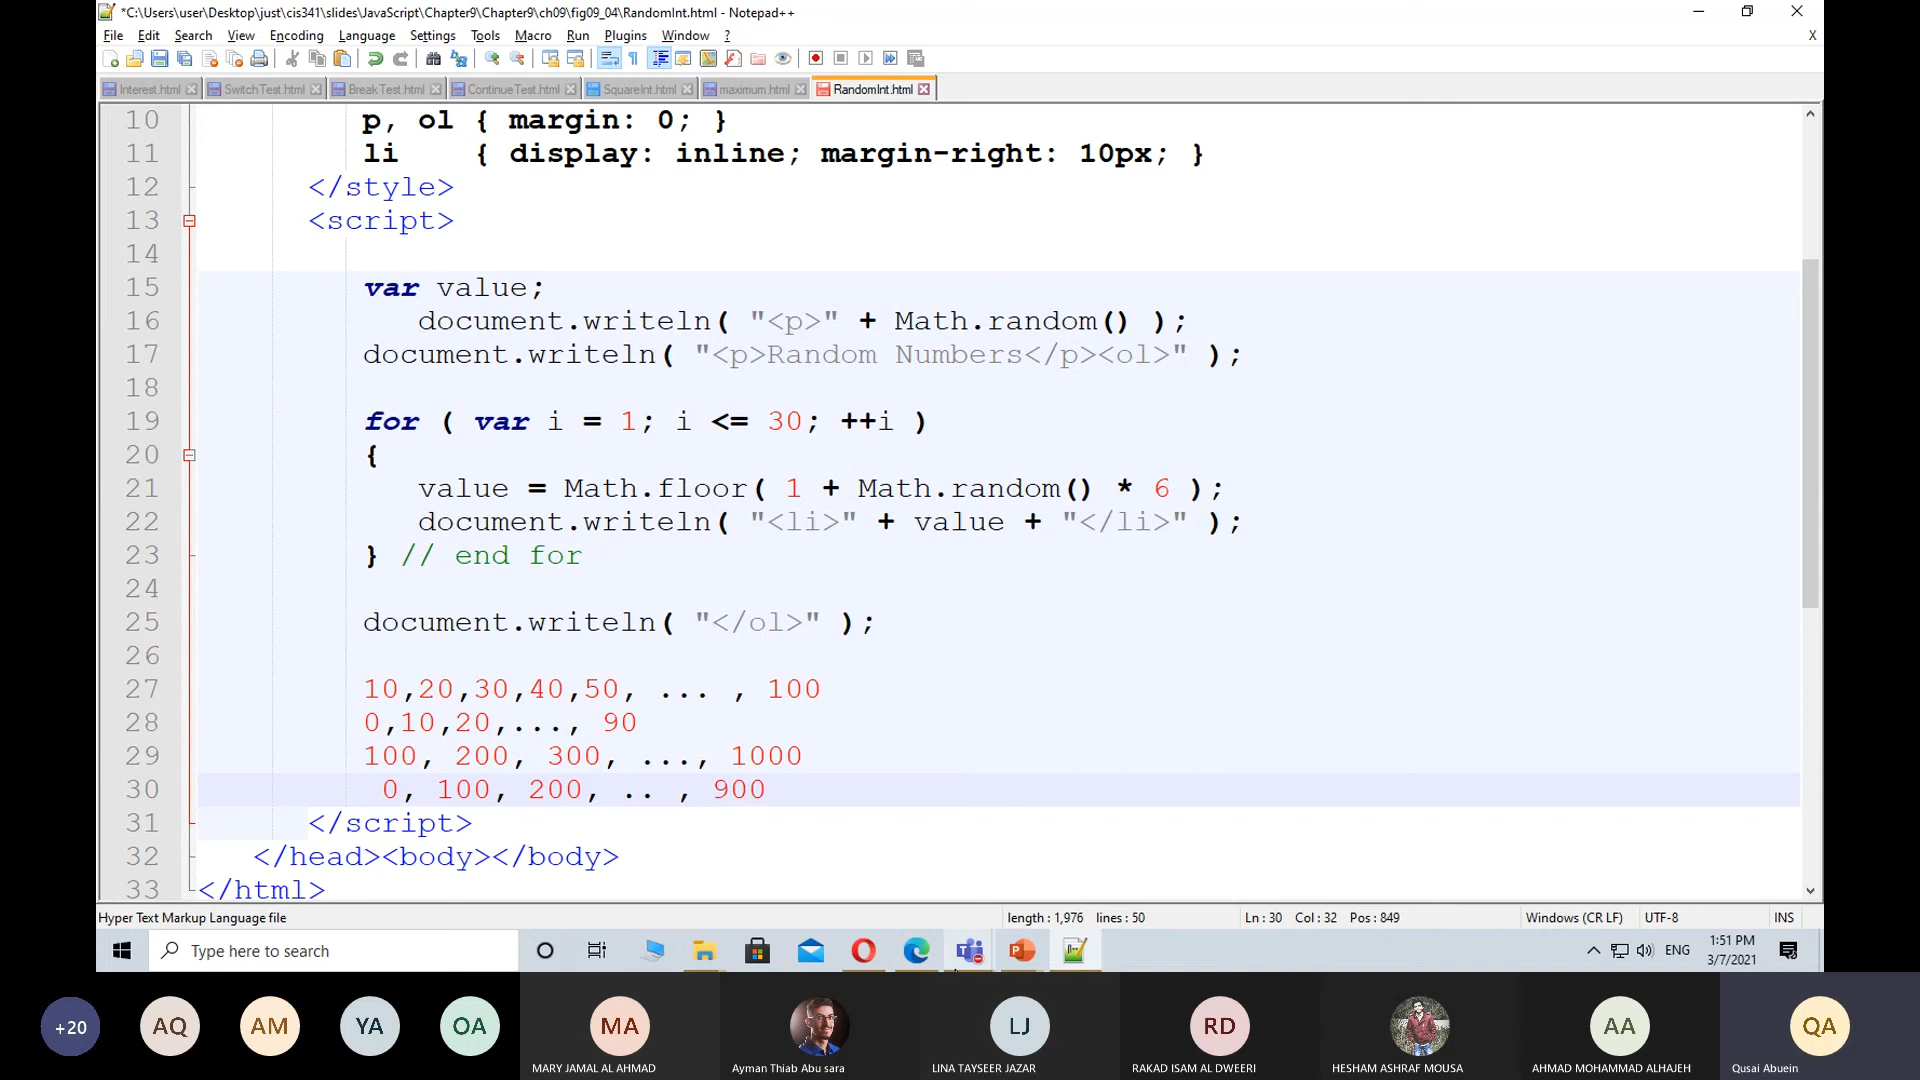 *C:\Users\user\Desktop\just\cis341\slides\JavaScript\Chapter9\Chapter9\ch09\fig09_04\RandomInt.html - Notepad++
File Edit Search View Encoding Language Settings Tools Macro Run Plugins Window ? X
Interest.html SwitchTest.html BreakTest.html ContinueTest.html SquareInt.html maximum.html RandomInt.html
10 p, ol { margin: 0; }
11 li { display: inline; margin-right: 10px; }
12 </style>
13 <script>
14
15 var value;
16 document.writeln( "<p>" + Math.random() );
17 document.writeln( "<p>Random Numbers</p><ol>" );
18
19 for ( var i = 1; i <= 30; ++i )
20 {
21 value = Math.floor( 1 + Math.random() * 6 );
22 document.writeln( "<li>" + value + "</li>" );
23 } // end for
24
25 document.writeln( "</ol>" );
26
27 10,20,30,40,50, ... , 100
28 0,10,20,..., 90
29 100, 200, 300, ..., 1000
30 0, 100, 200, .. , 900
31 </script>
32 </head><body></body>
33 </html>
Hyper Text Markup Language file length : 1,976 lines : 50 Ln : 30 Col : 32 Pos : 849 Windows (CR LF) UTF-8 INS
Type here to search ENG 1:51 PM
3/7/2021
+20 AQ AM YA OA MA LJ RD AA QA
MARY JAMAL AL AHMAD Ayman Thiab Abu sara LINA TAYSEER JAZAR RAKAD ISAM AL DWEERI HESHAM ASHRAF MOUSA AHMAD MOHAMMAD ALHAJEH Qusai Abuein